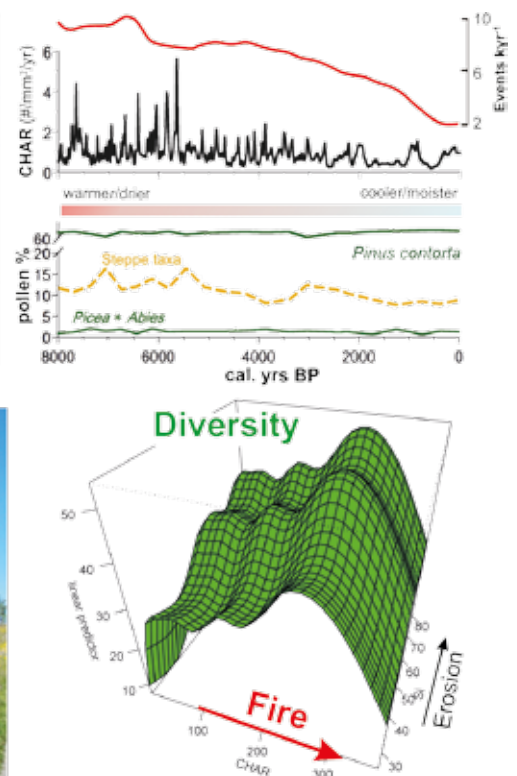 10
6
2
Events kyr⁻¹
6
4
2
0
CHAR (#/mm²/yr)
warmer/drier cooler/moister
60
20
15
10
5
0
pollen %
Pinus contorta
Steppe taxa
Picea + Abies
8000 6000 4000 2000 0
cal. yrs BP
Diversity
50
40
30
20
10
linear predictor
100
200
300
CHAR
Fire
80
70
60
50
40
30
Erosion